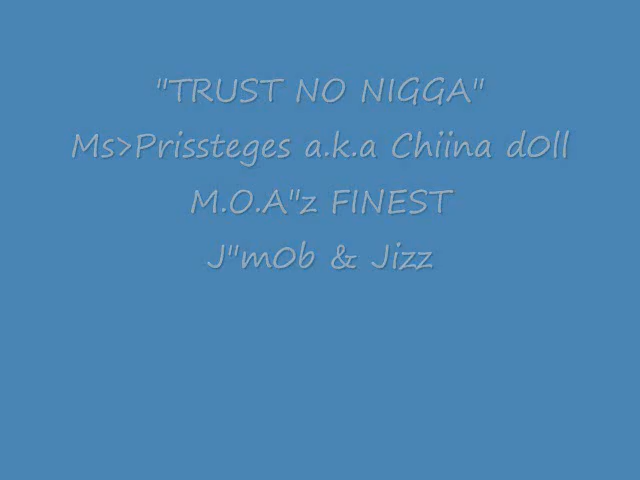 "TRUST NO NIGGA"
Ms>Prissteges a.k.a Chiina dOll
M.O.A"z FINEST
J"mOb & Jizz